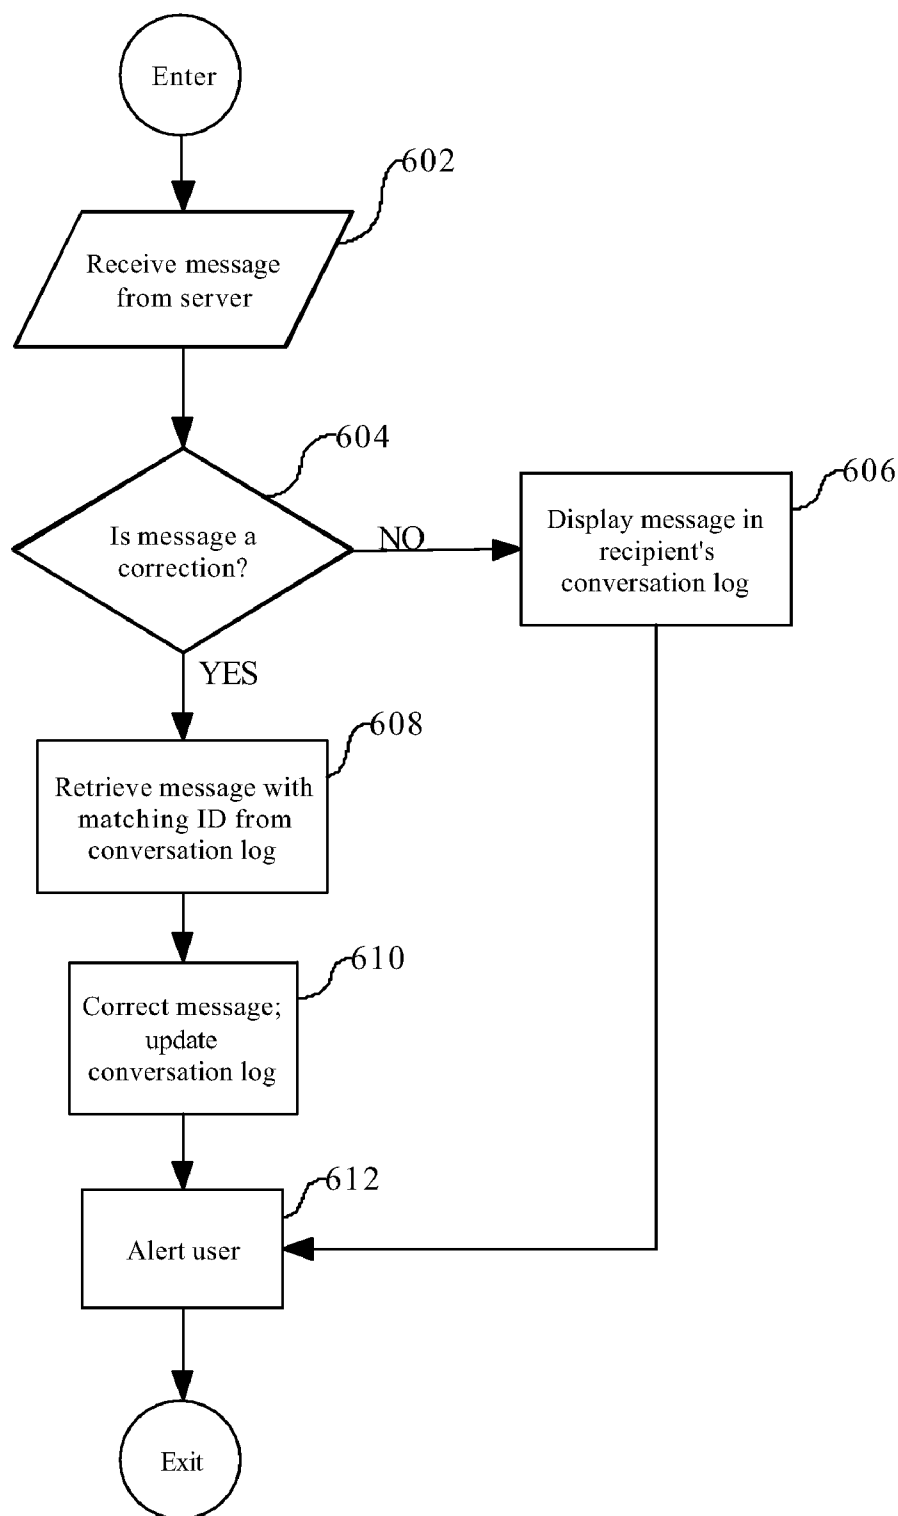 Enter
602
Receive message
from server
604
Is message a
correction?
NO
606
Display message in
recipient's
conversation log
YES
608
Retrieve message with
matching ID from
conversation log
610
Correct message;
update
conversation log
612
Alert user
Exit